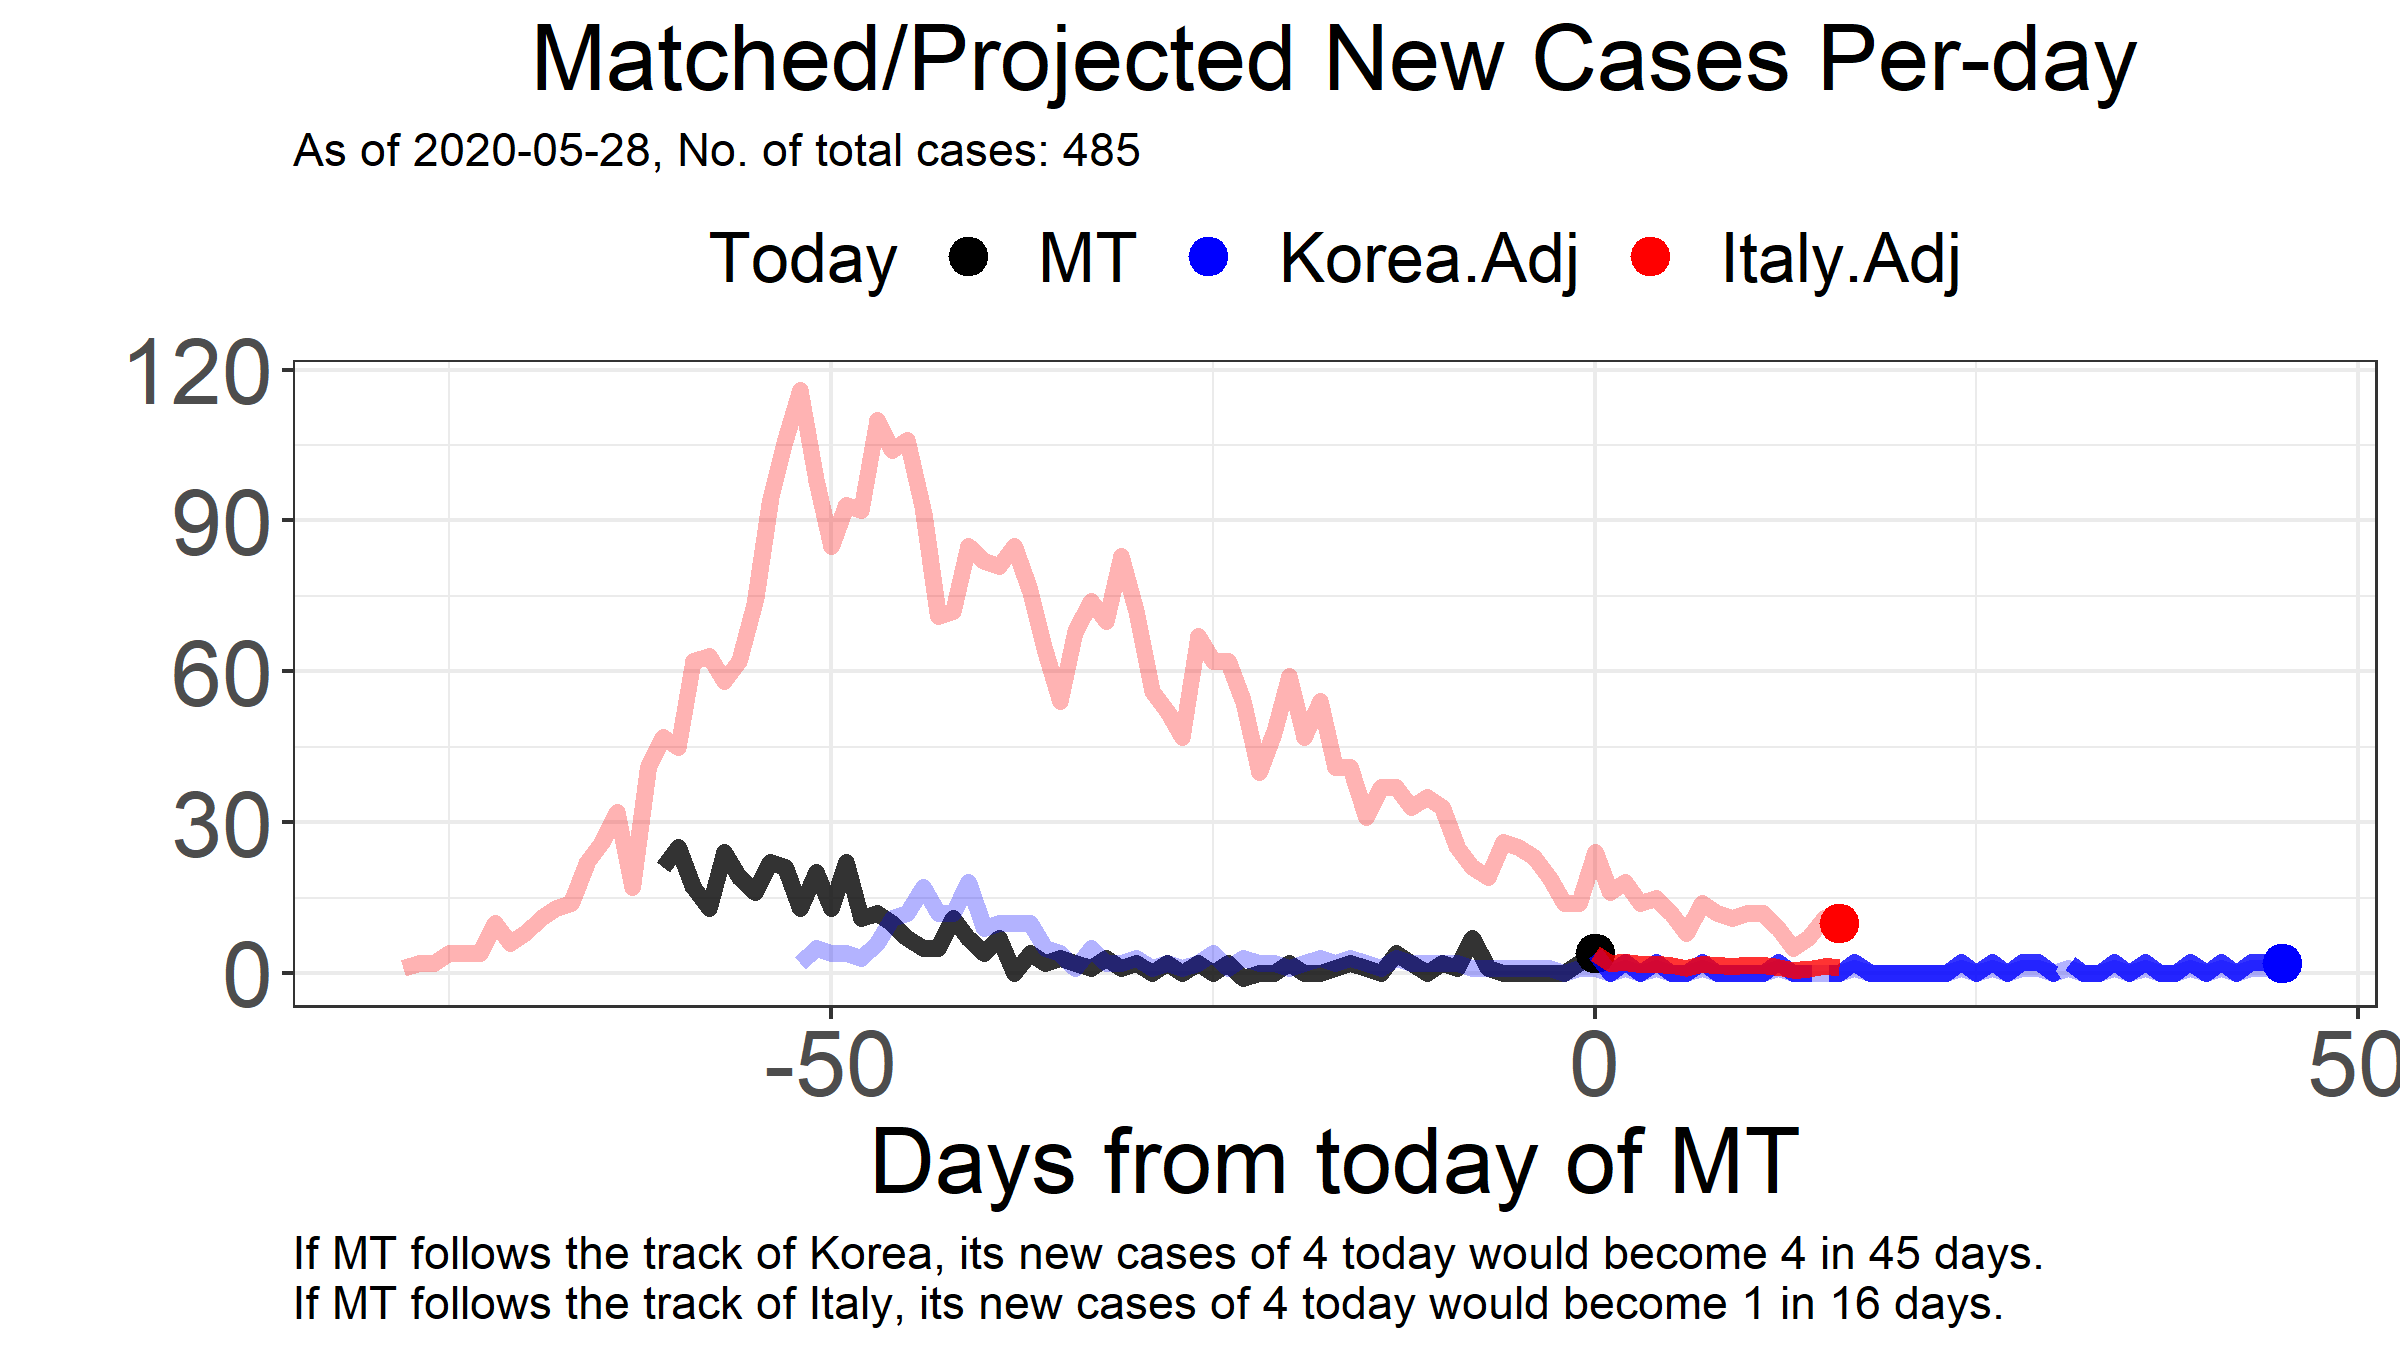 Matched/Projected New Cases Per-day
As of 2020-05-28, No. of total cases: 485
Today MT Korea.Adj Italy.Adj
120
90
60
30
0
-50 0 50
Days from today of MT
If MT follows the track of Korea, its new cases of 4 today would become 4 in 45 days.
If MT follows the track of Italy, its new cases of 4 today would become 1 in 16 days.